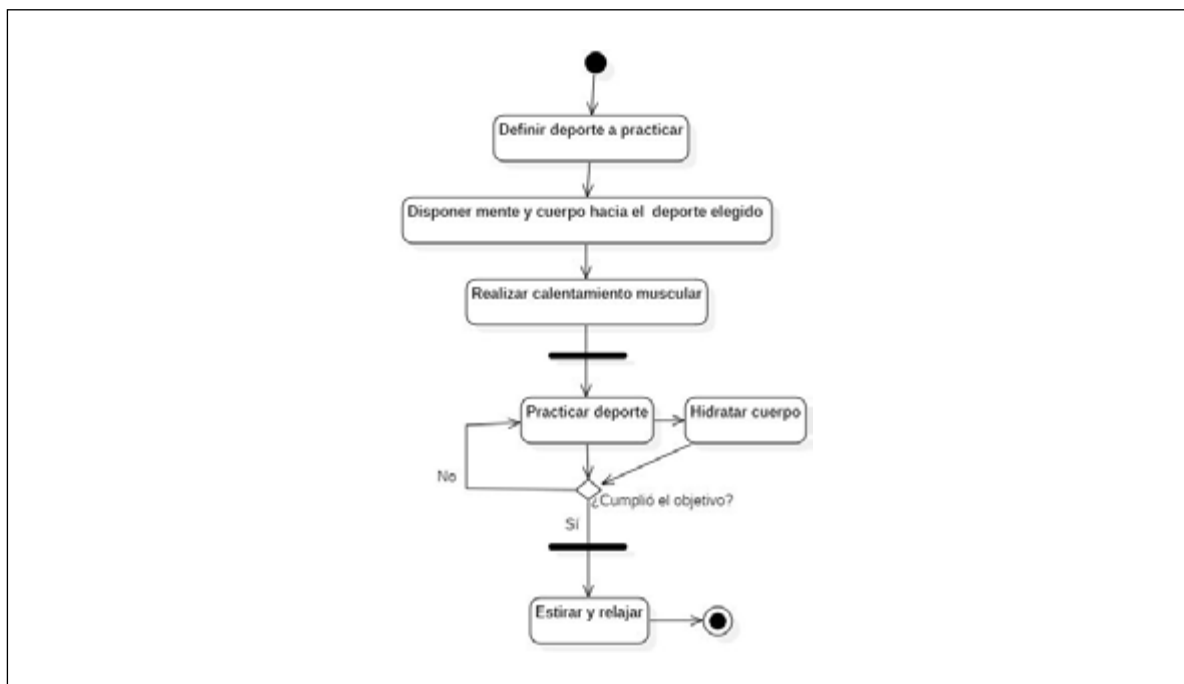 Definir deporte a practicar
Disponer mente y cuerpo hacia el deporte elegido
Realizar calentamiento muscular
Practicar deporte
Hidratar cuerpo
No
¿Cumplió el objetivo?
Sí
Estirar y relajar